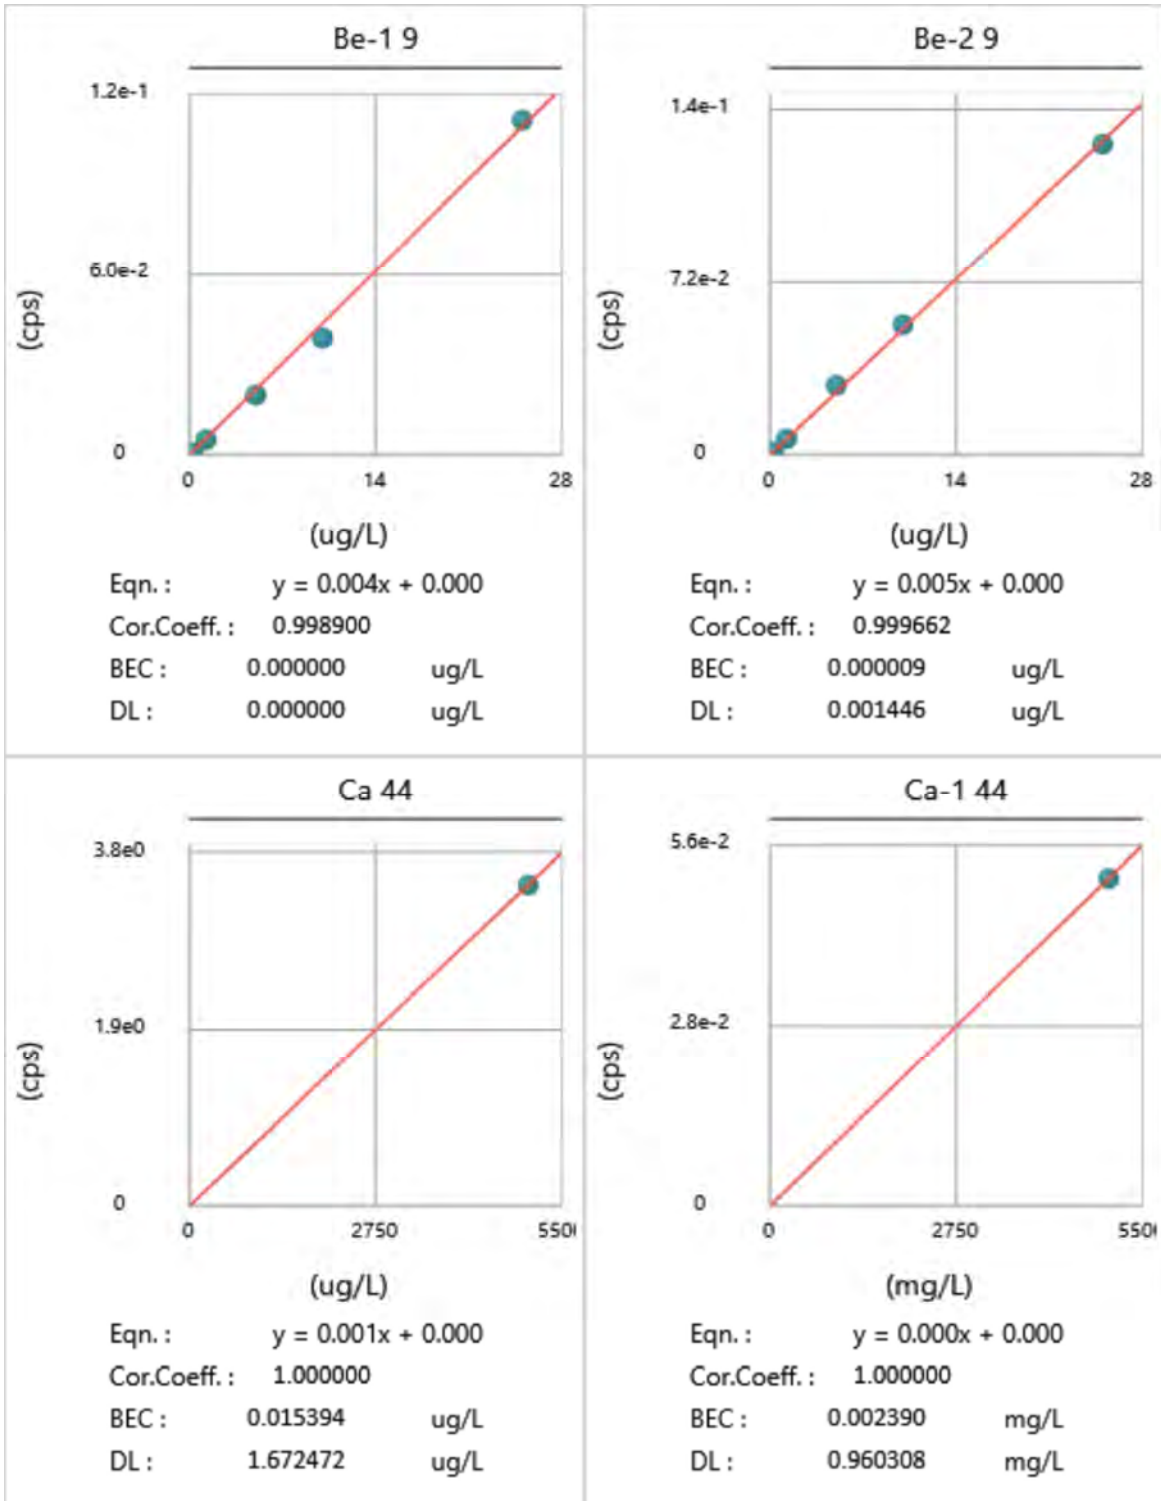 Be-1 9
1.2e-1
6.0e-2
0
(cps)
0 14 28
(ug/L)
Eqn. : y = 0.004x + 0.000
Cor.Coeff. : 0.998900
BEC : 0.000000 ug/L
DL : 0.000000 ug/L
Be-2 9
1.4e-1
7.2e-2
0
(cps)
0 14 28
(ug/L)
Eqn. : y = 0.005x + 0.000
Cor.Coeff. : 0.999662
BEC : 0.000009 ug/L
DL : 0.001446 ug/L
Ca 44
3.8e0
1.9e0
0
(cps)
0 2750
(ug/L)
Eqn. : y = 0.001x + 0.000
Cor.Coeff. : 1.000000
BEC : 0.015394 ug/L
DL : 1.672472 ug/L
Ca-1 44
5.6e-2
2.8e-2
0
(cps)
0 2750
(mg/L)
Eqn. : y = 0.000x + 0.000
Cor.Coeff. : 1.000000
BEC : 0.002390 mg/L
DL : 0.960308 mg/L